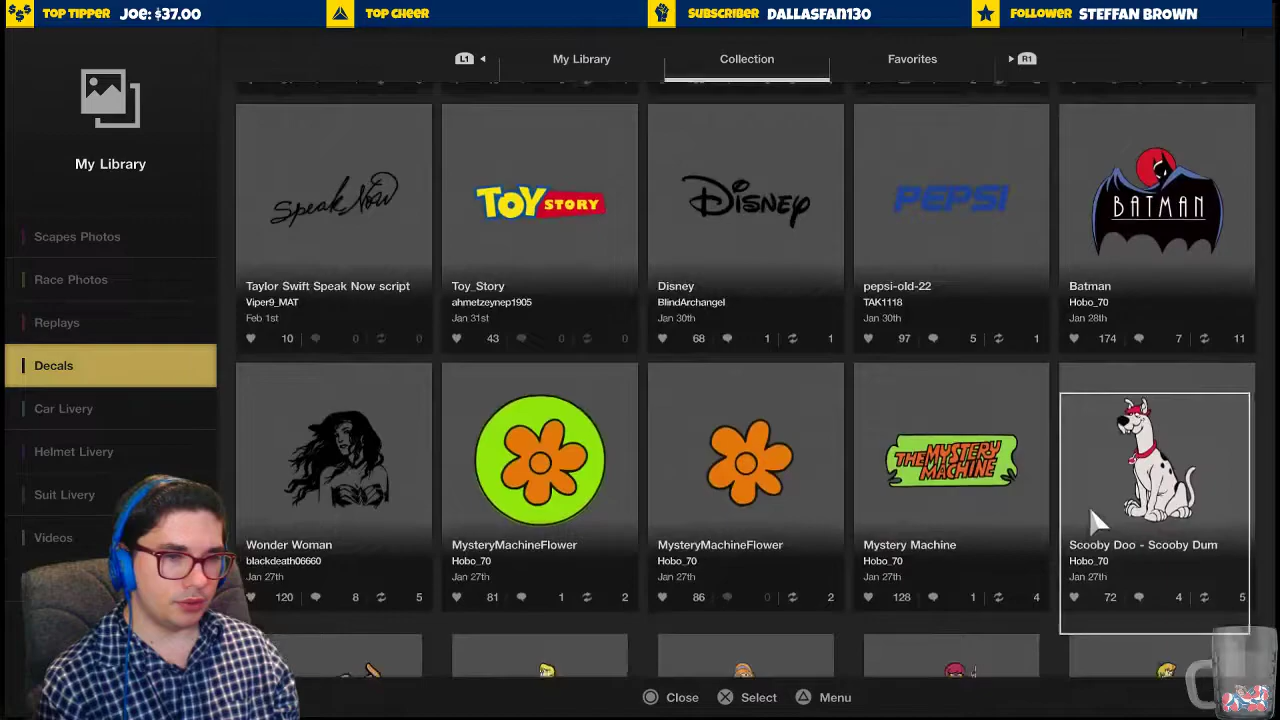 TOP TIPPER JOE: $37.00 TOP CHEER SUBSCRIBER DALLASFAN130 FOLLOWER STEFFAN BROWN
L1 My Library Collection Favorites R1
My Library
Scapes Photos
Race Photos
Replays
Decals
Car Livery
Helmet Livery
Suit Livery
Videos
Speak Now TOY STORY Disney PEPSI BATMAN
Taylor Swift Speak Now script Toy_Story Disney pepsi-old-22 Batman
Viper9_MAT ahmetzeynep1905 BlindArchangel TAK1118 Hobo_70
Feb 1st Jan 31st Jan 30th Jan 30th Jan 28th
10 0 0 43 0 0 68 1 1 97 5 1 174 7 11
THE MYSTERY
MACHINE
Wonder Woman MysteryMachineFlower MysteryMachineFlower Mystery Machine Scooby Doo - Scooby Dum
blackdeath06660 Hobo_70 Hobo_70 Hobo_70 Hobo_70
Jan 27th Jan 27th Jan 27th Jan 27th Jan 27th
120 8 5 81 1 2 86 0 2 128 1 4 72 4 5
Close Select Menu